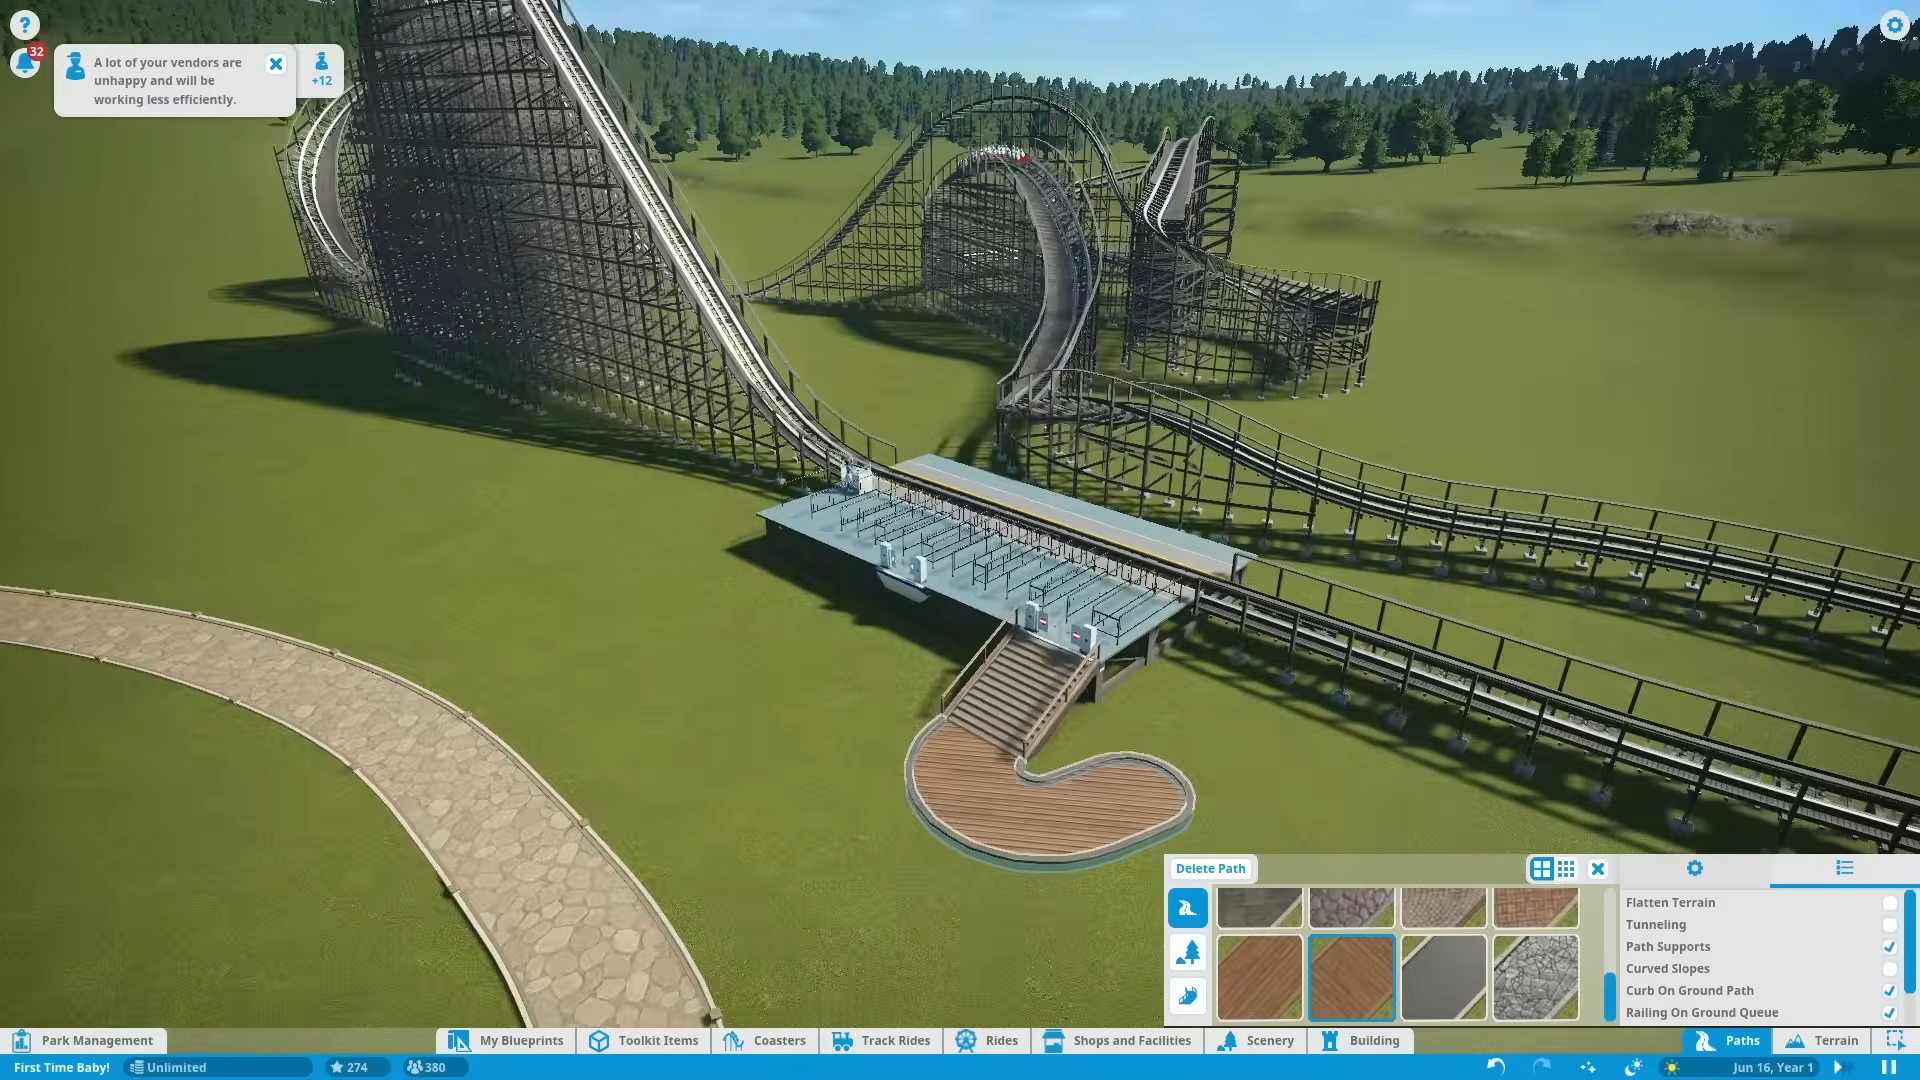 ?
32
A lot of your vendors are
unhappy and will be
working less efficiently.
+12
Delete Path
Flatten Terrain
Tunneling
Path Supports
Curved Slopes
Curb On Ground Path
Railing On Ground Queue
Park Management
My Blueprints
Toolkit Items
Coasters
Track Rides
Rides
Shops and Facilities
Scenery
Building
Paths
Terrain
First Time Baby!
Unlimited
274
380
Jun 16, Year 1